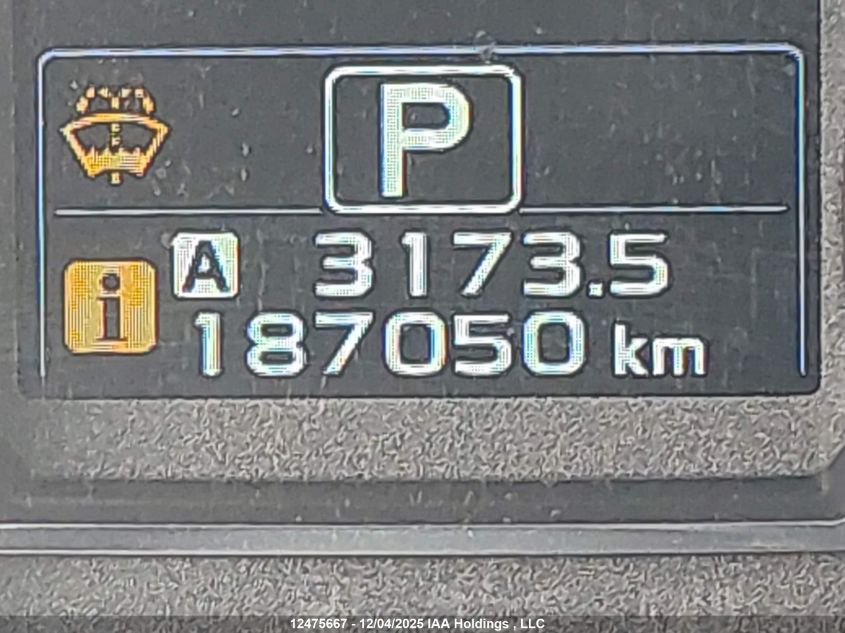 P
A 3173.5
i 187050 km
12475667 - 12/04/2025 IAA Holdings , LLC